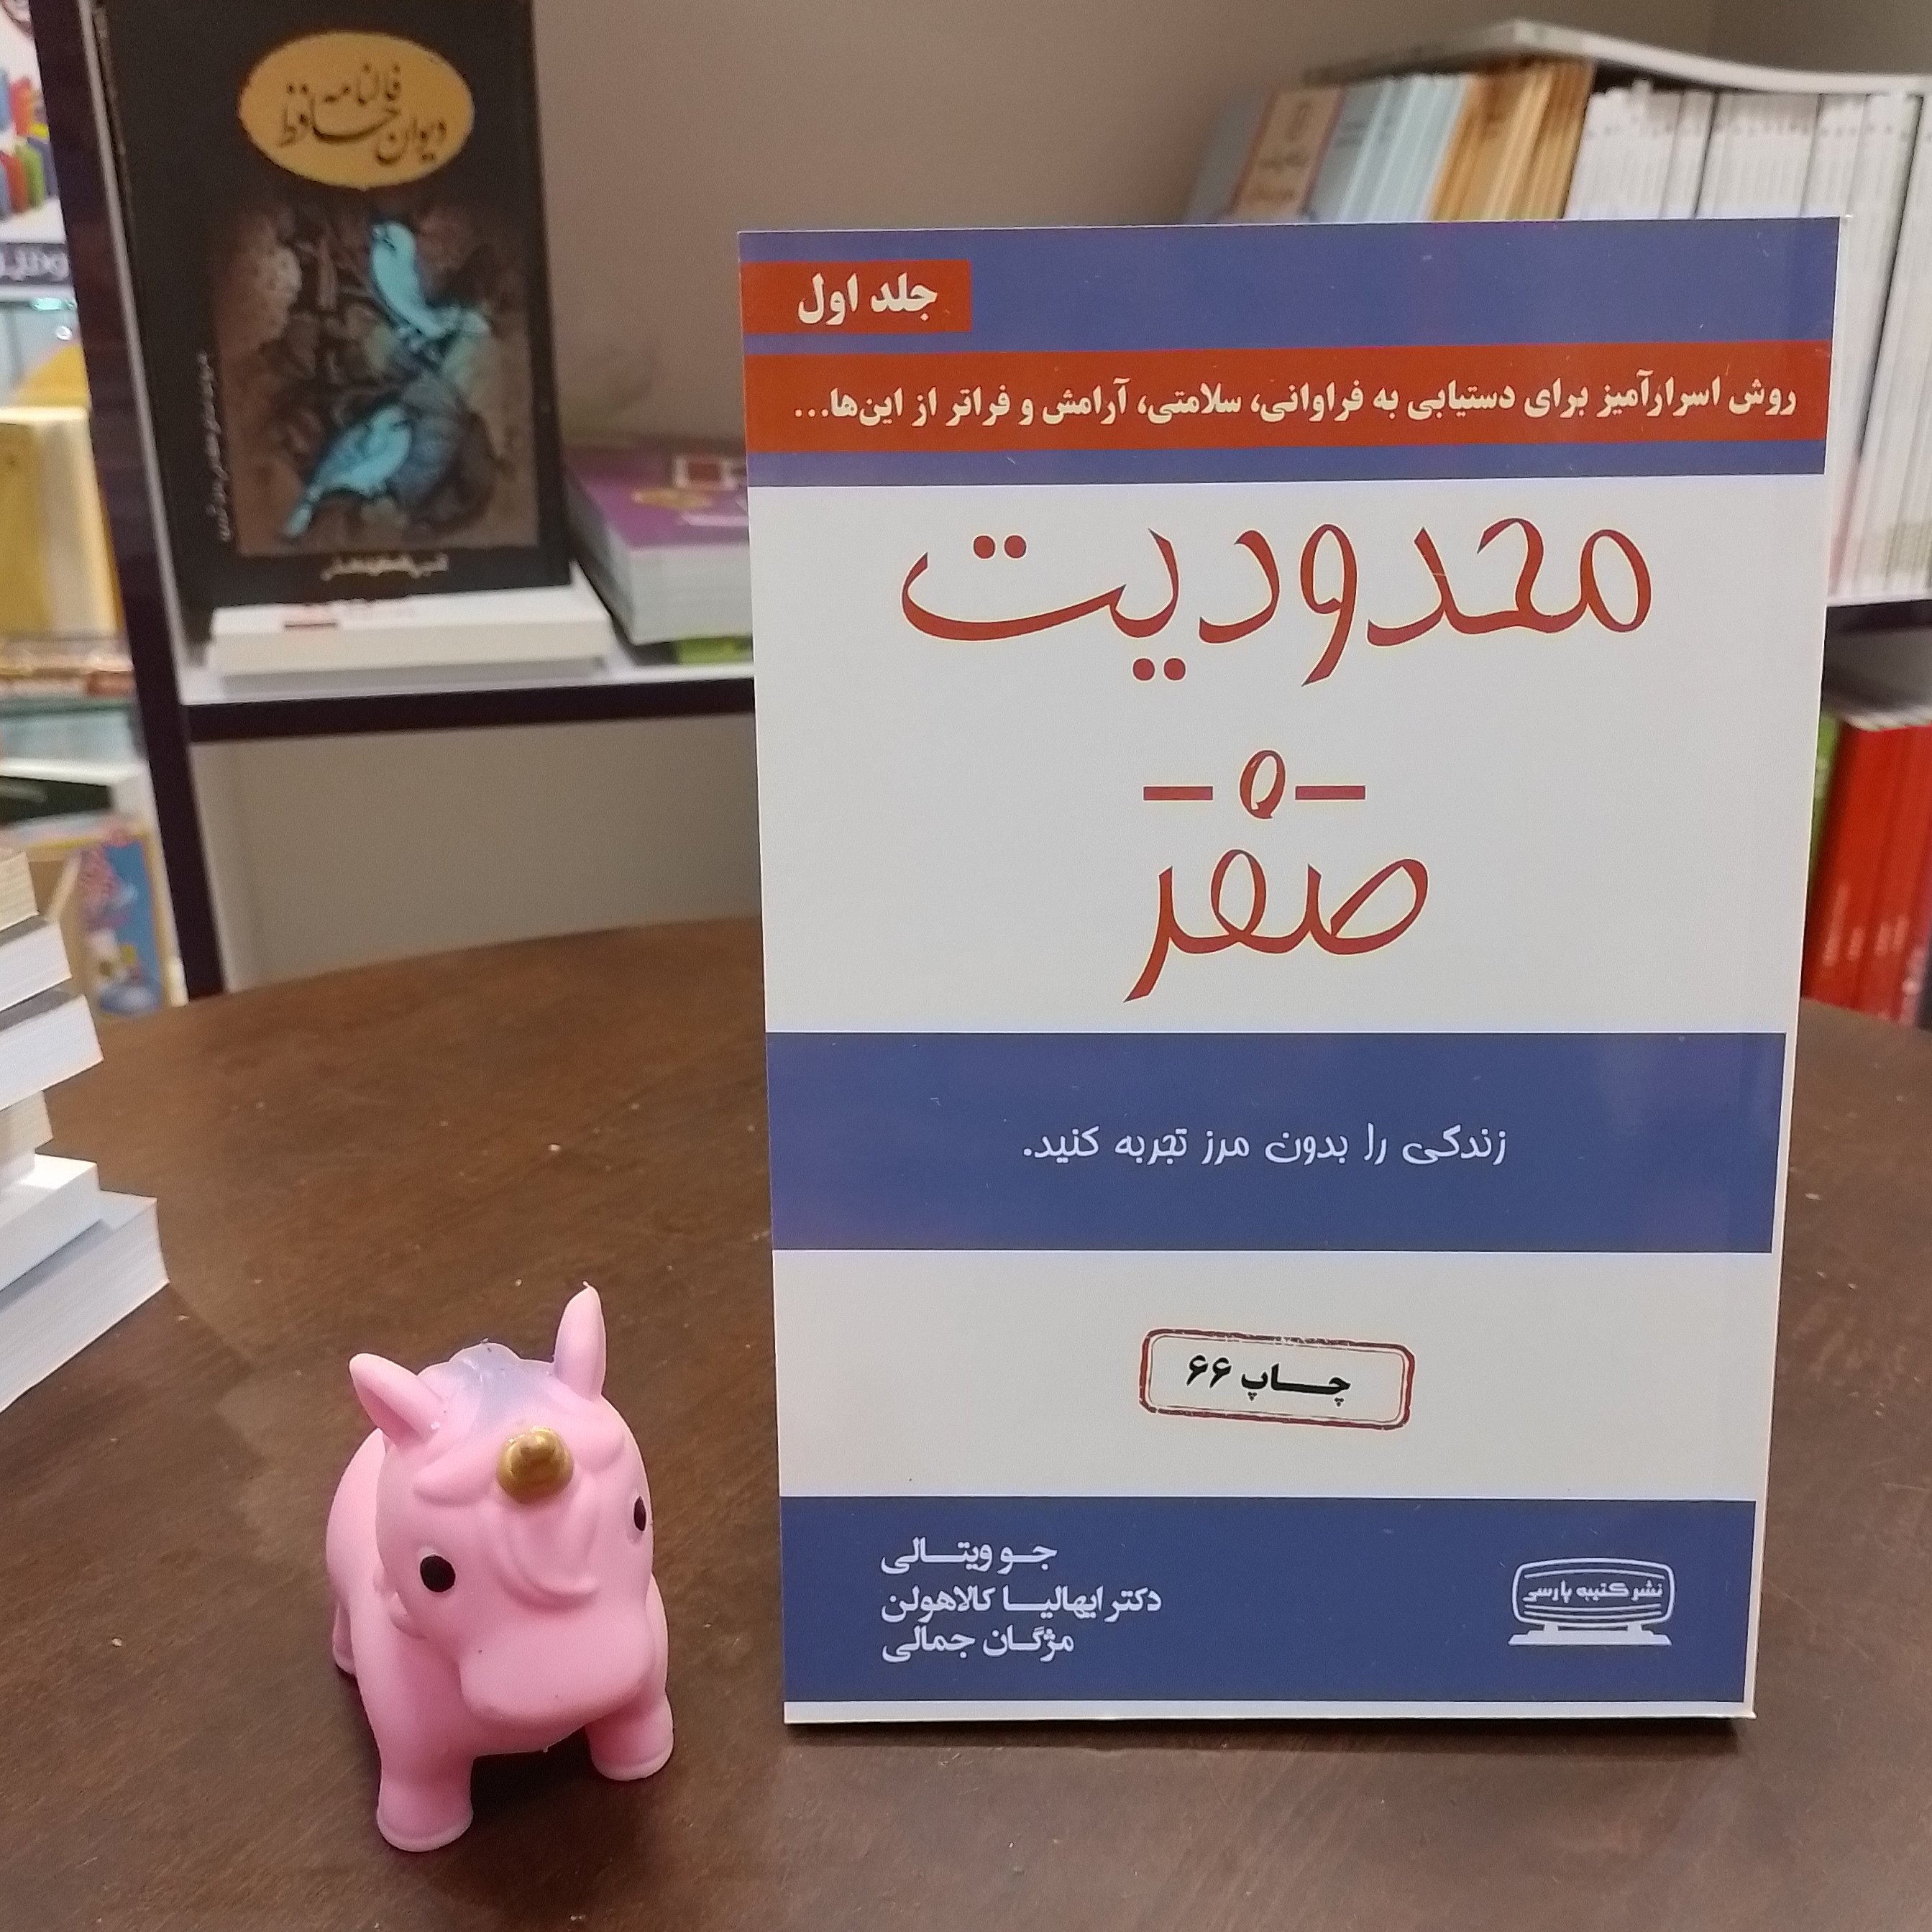 فالنامه
دیوان حافظ
جلد اول
روش اسرارآمیز برای دستیابی به فراوانی، سلامتی، آرامش و فراتر از این‌ها...
محدودیت
صفر
زندگی را بدون مرز تجربه کنید.
چاپ ۶۶
جو ویتالی
دکتر ایهالیا کالاهولن
مژگان جمالی
نشر کتیبه پارسی